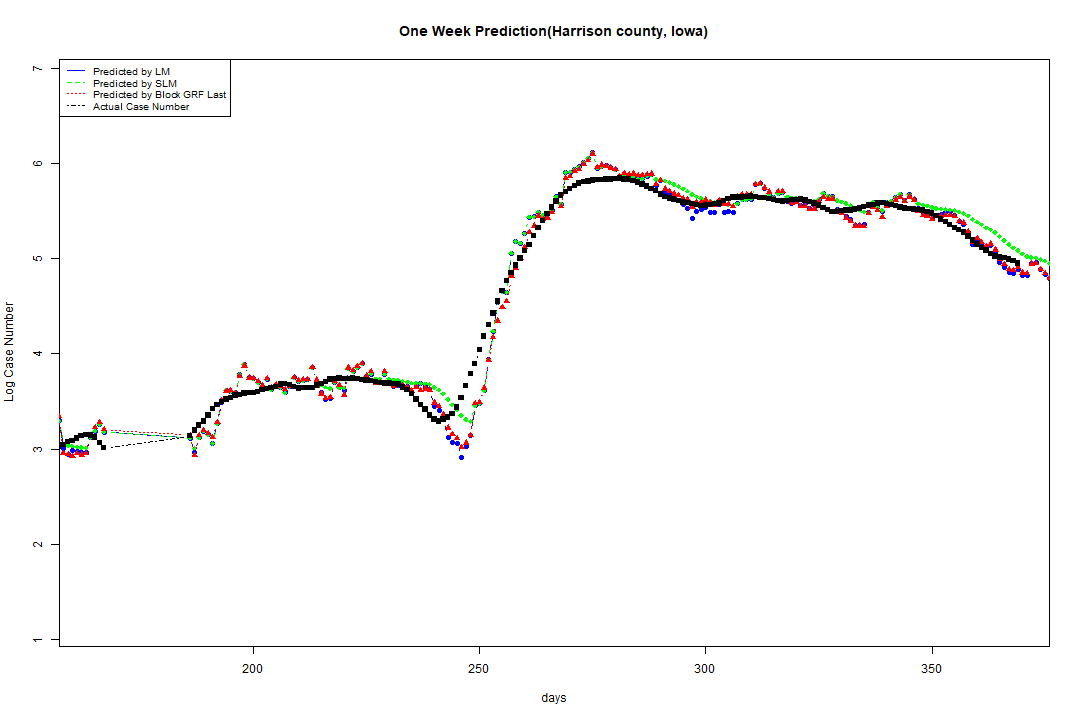 One Week Prediction(Harrison county, Iowa)
Predicted by LM
Predicted by SLM
Predicted by Block GRF Last
Actual Case Number
Log Case Number
7
6
5
4
3
2
1
200
250
300
350
days